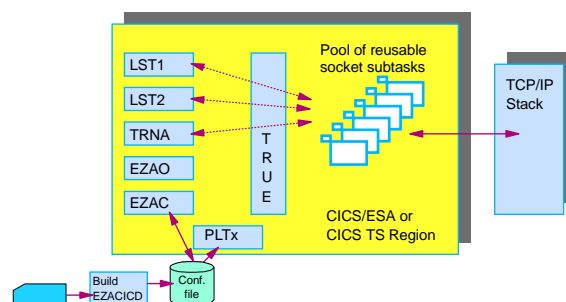 LST1
LST2
TRNA
EZAO
EZAC
T
R
U
E
Pool of reusable
socket subtasks
TCP/IP
Stack
CICS/ESA or
CICS TS Region
PLTx
Build
EZACICD
Conf.
file